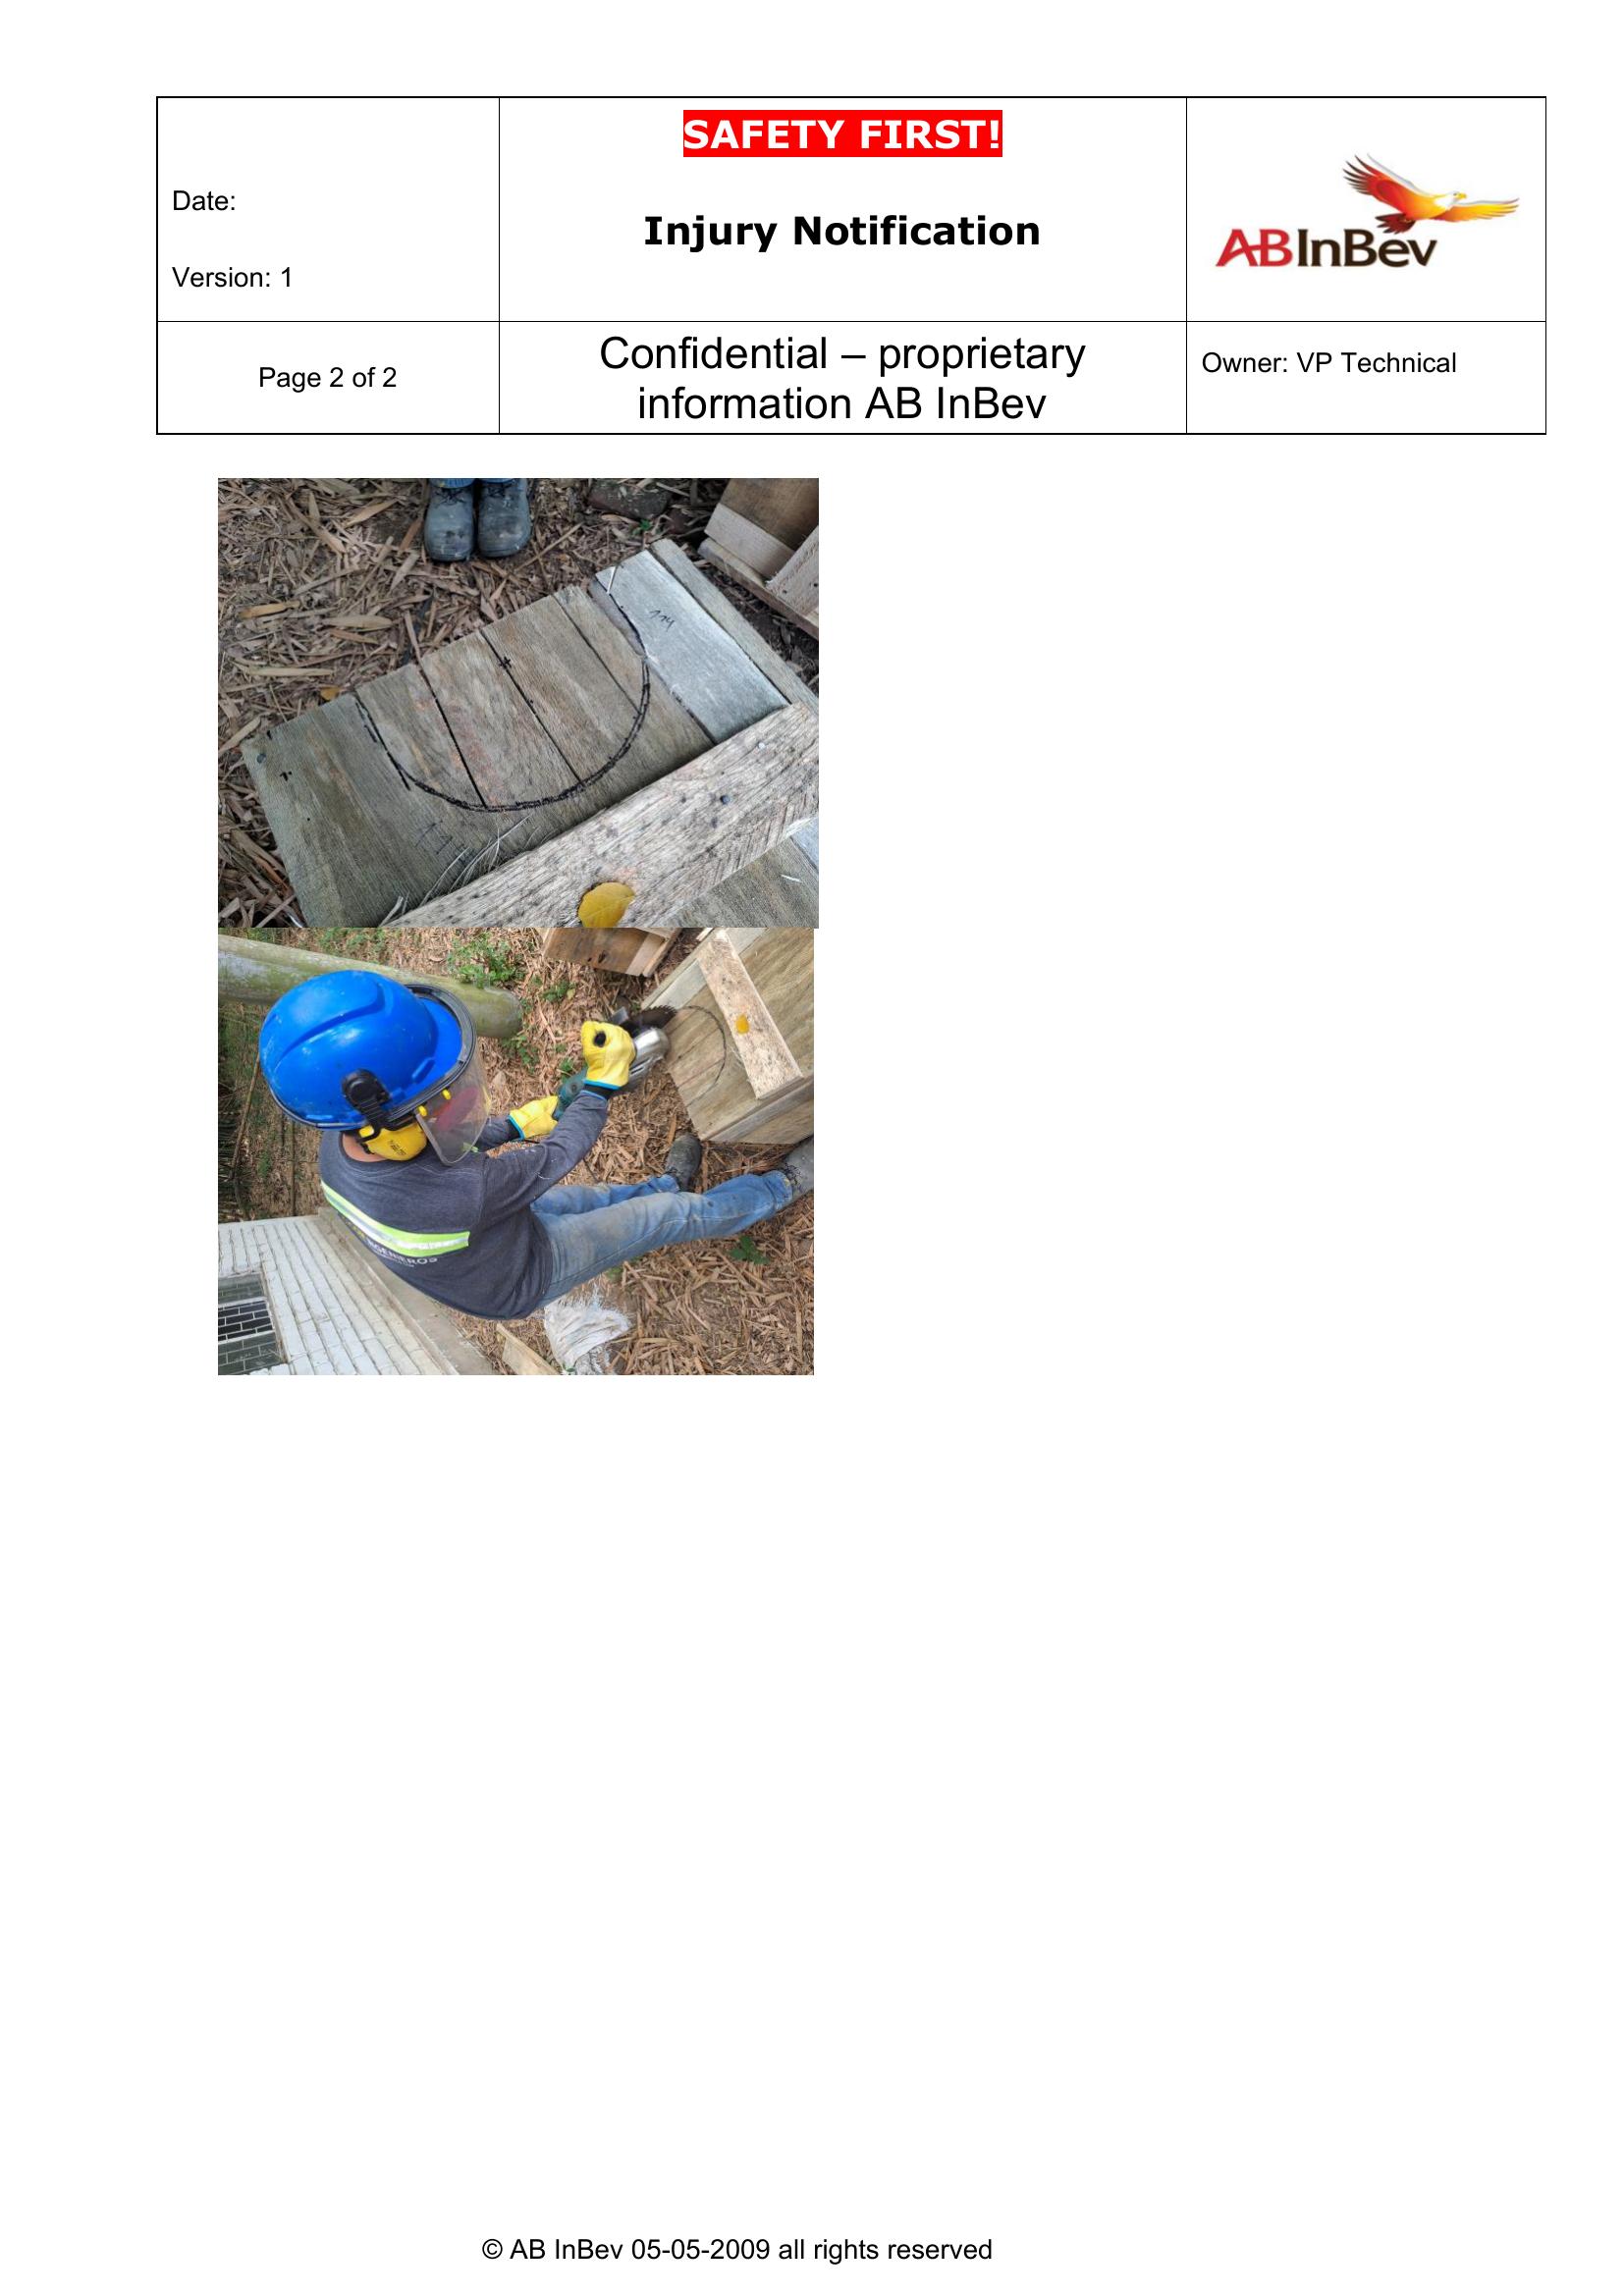 SAFETY FIRST!
Date:
Injury Notification
ABInBev
Version: 1
Page 2 of 2
Confidential – proprietary
information AB InBev
Owner: VP Technical
© AB InBev 05-05-2009 all rights reserved